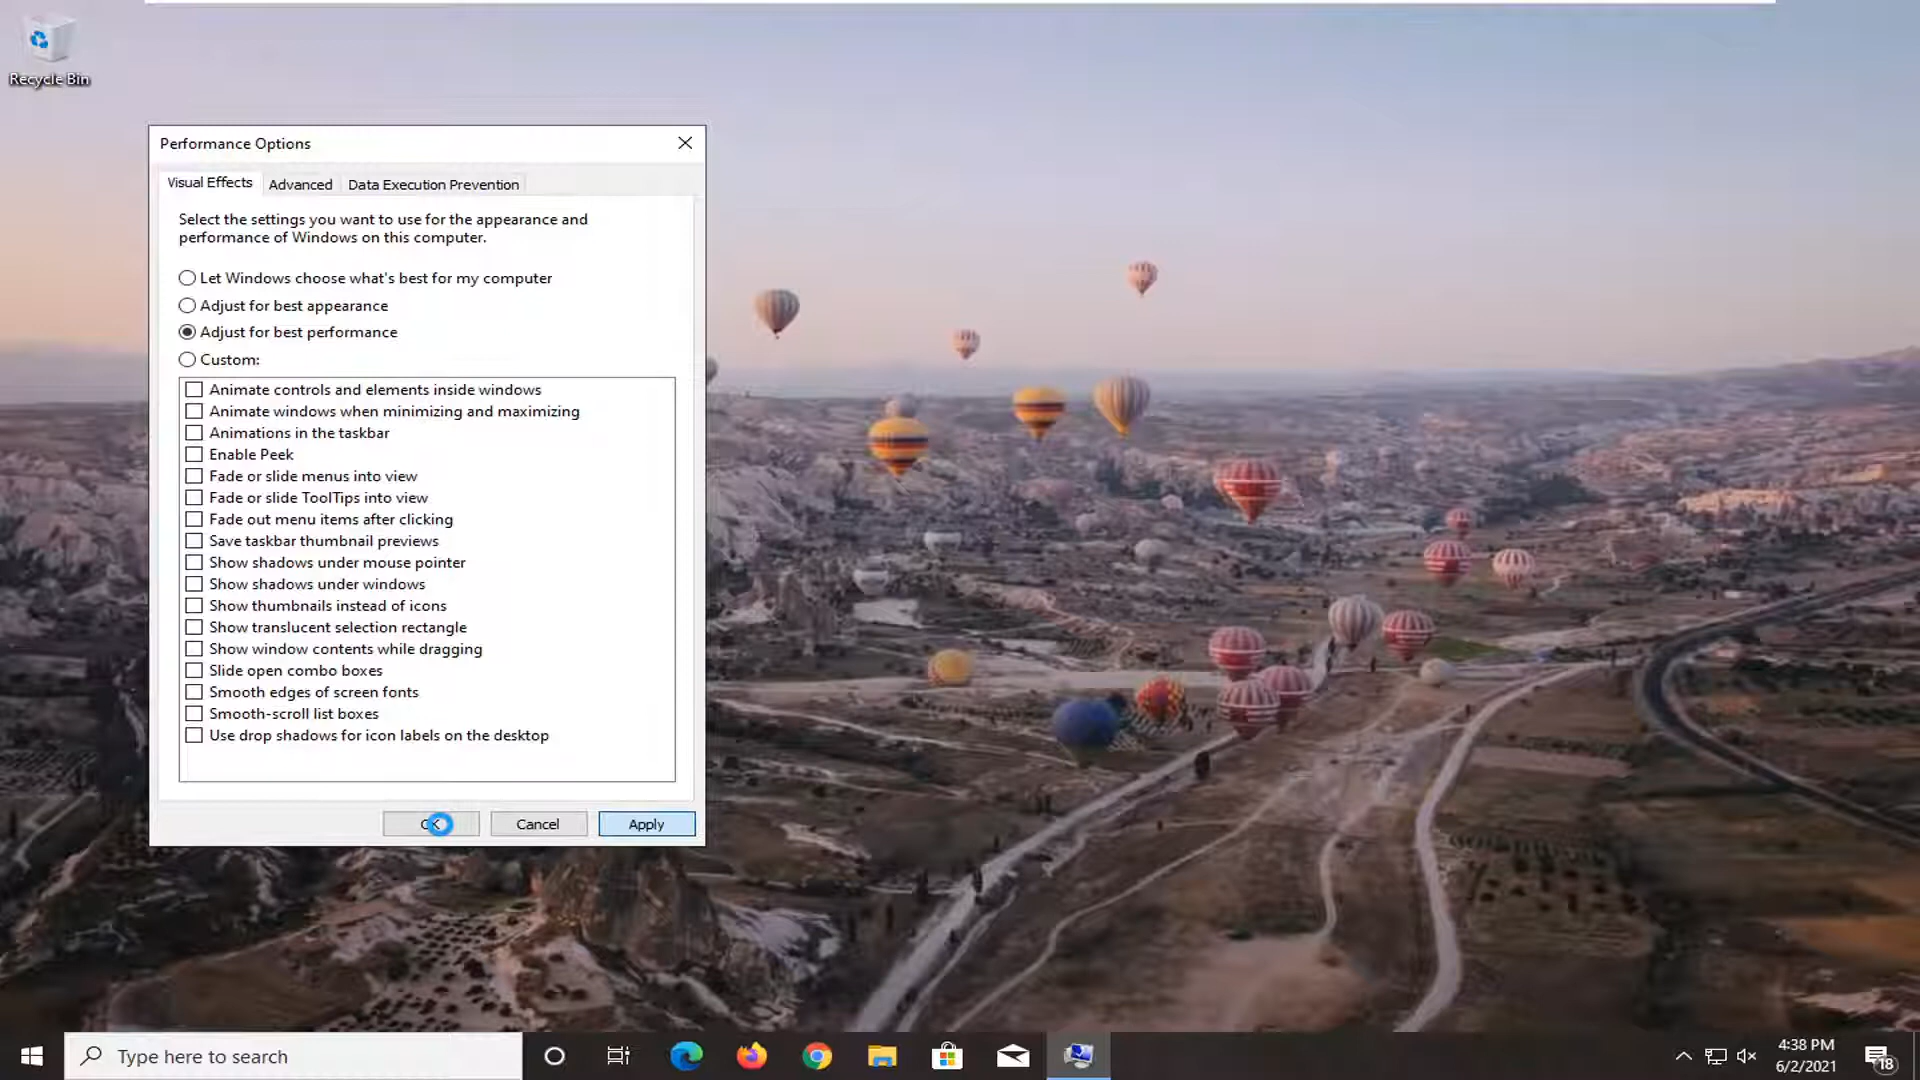 Recycle Bin
Performance Options
Visual Effects
Advanced
Data Execution Prevention
Select the settings you want to use for the appearance and
performance of Windows on this computer.
Let Windows choose what's best for my computer
Adjust for best appearance
Adjust for best performance
Custom:
Animate controls and elements inside windows
Animate windows when minimizing and maximizing
Animations in the taskbar
Enable Peek
Fade or slide menus into view
Fade or slide ToolTips into view
Fade out menu items after clicking
Save taskbar thumbnail previews
Show shadows under mouse pointer
Show shadows under windows
Show thumbnails instead of icons
Show translucent selection rectangle
Show window contents while dragging
Slide open combo boxes
Smooth edges of screen fonts
Smooth-scroll list boxes
Use drop shadows for icon labels on the desktop
OK
Cancel
Apply
Type here to search
4:38 PM
6/2/2021
18